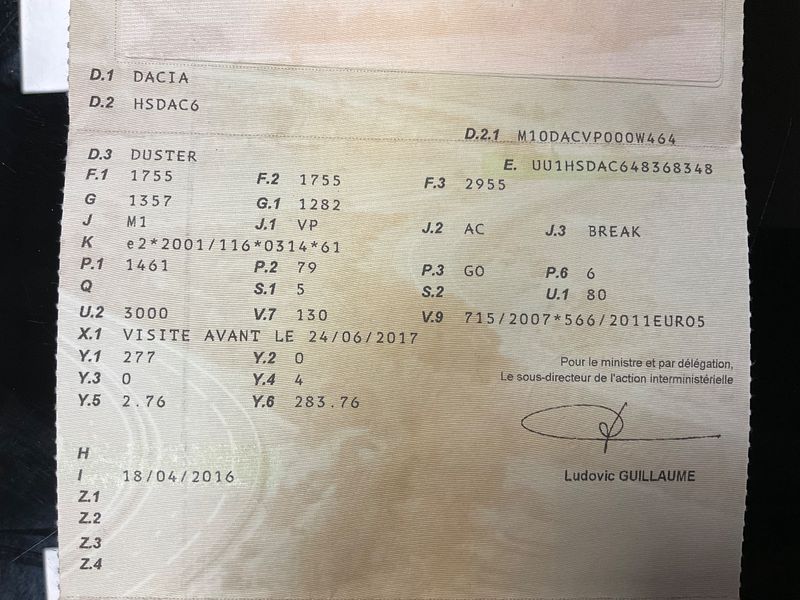 D.1 DACIA
D.2 HSDAC6
D.2.1 M10DACVP000W464
D.3 DUSTER
E. UU1HSDAC648368348
F.1 1755 F.2 1755 F.3 2955
G 1357 G.1 1282
J M1 J.1 VP J.2 AC J.3 BREAK
K e2*2001/116*0314*61
P.1 1461 P.2 79 P.3 GO P.6 6
Q S.1 5 S.2 U.1 80
U.2 3000 V.7 130 V.9 715/2007*566/2011EURO5
X.1 VISITE AVANT LE 24/06/2017
Y.1 277 Y.2 0
Y.3 0 Y.4 4
Y.5 2.76 Y.6 283.76
Pour le ministre et par délégation,
Le sous-directeur de l'action interministérielle
Ludovic GUILLAUME
H
I 18/04/2016
Z.1
Z.2
Z.3
Z.4